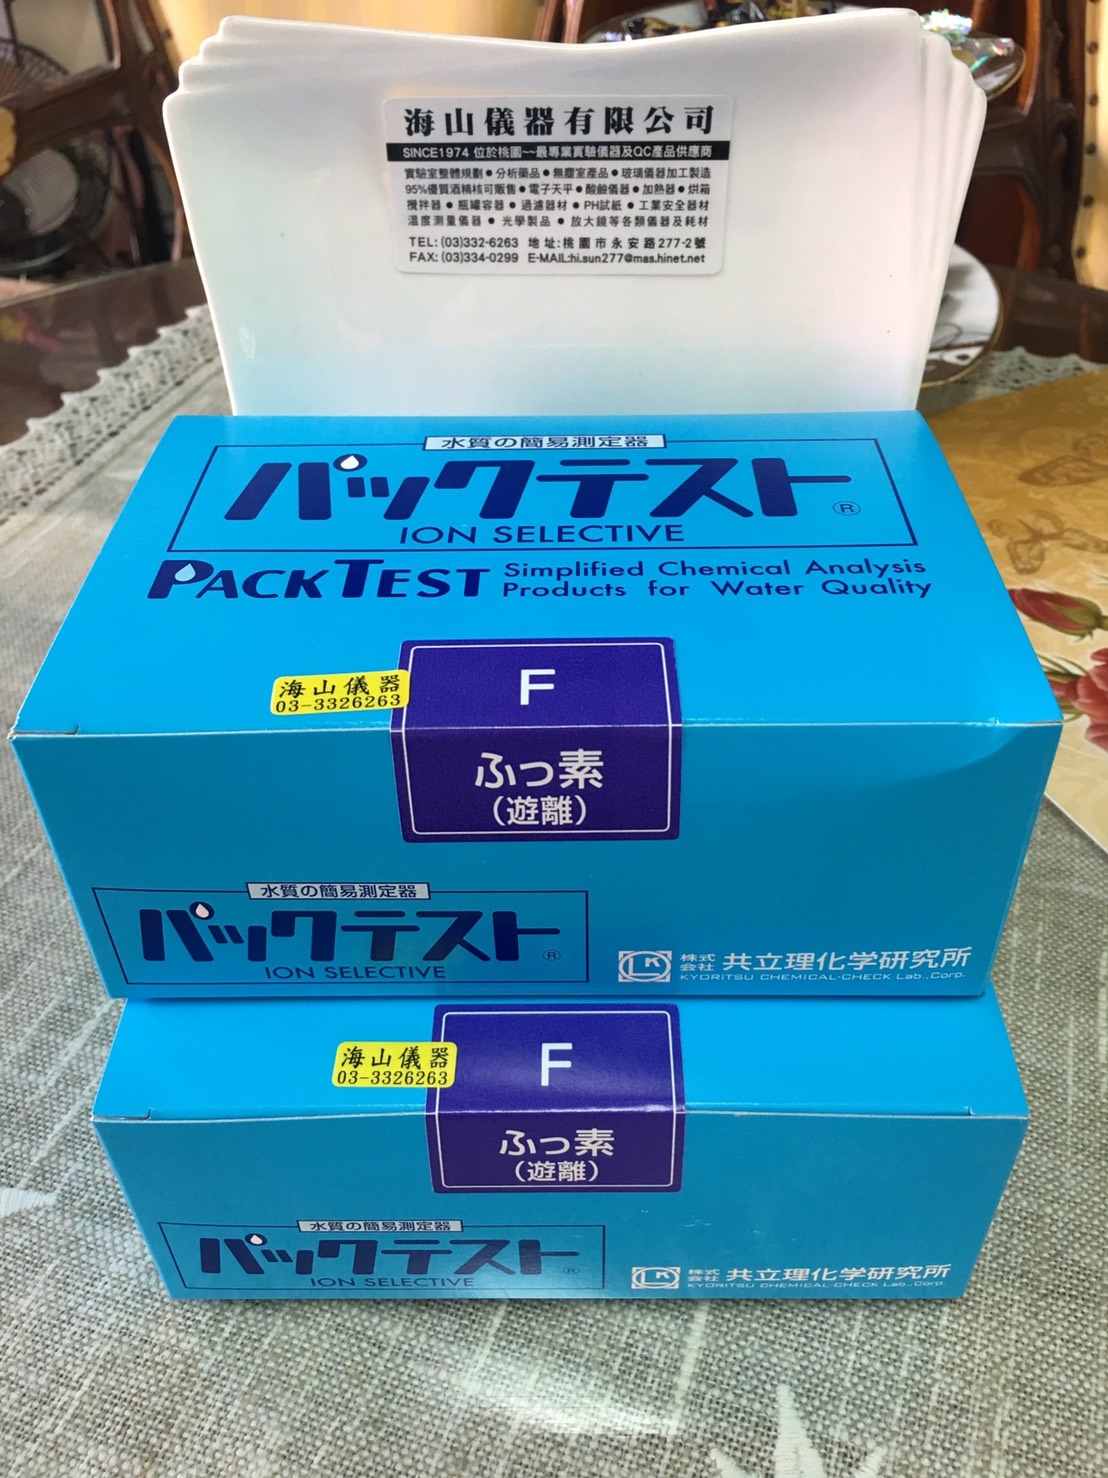 海山儀器有限公司
SINCE1974 位於桃園~~最專業實驗儀器及QC產品供應商
實驗室整體規劃●分析藥品●無塵室產品●玻璃儀器加工製造
95%優質酒精核可販售●電子天平●酸鹼儀器●加熱器●烘箱
攪拌器●瓶罐容器●過濾器材●PH試紙●工業安全器材
溫度測量儀器●光學製品●放大鏡等各類儀器及耗材
TEL:(03)332-6263 地址:桃園市永安路277-2號
FAX:(03)334-0299 E-MAIL:hi.sun277@mas.hinet.net
水質の簡易測定器
パックテスト®
ION SELECTIVE
PACKTEST Simplified Chemical Analysis
Products for Water Quality
海山儀器
03-3326263
F
ふっ素
(遊離)
水質の簡易測定器
パックテスト®
ION SELECTIVE
株式会社 共立理化学研究所
KYORITSU CHEMICAL-CHECK Lab.,Corp.
海山儀器
03-3326263
F
ふっ素
(遊離)
水質の簡易測定器
パックテスト®
ION SELECTIVE
株式会社 共立理化学研究所
KYORITSU CHEMICAL-CHECK Lab.,Corp.